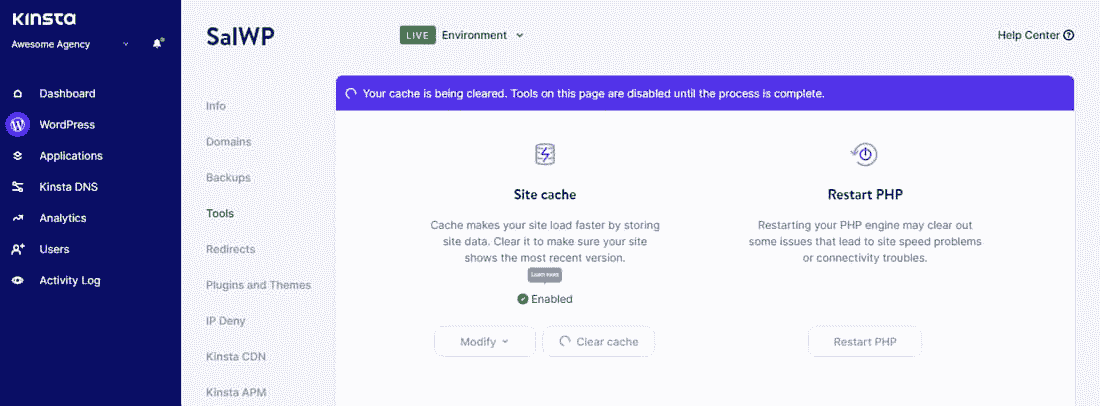 KINSTA
Awesome Agency
SalWP
LIVE Environment
Help Center
Dashboard
WordPress
Applications
Kinsta DNS
Analytics
Users
Activity Log
Info
Domains
Backups
Tools
Redirects
Plugins and Themes
IP Deny
Kinsta CDN
Kinsta APM
Your cache is being cleared. Tools on this page are disabled until the process is complete.
Site cache
Cache makes your site load faster by storing
site data. Clear it to make sure your site
shows the most recent version.
Learn more
Enabled
Modify
Clear cache
Restart PHP
Restarting your PHP engine may clear out
some issues that lead to site speed problems
or connectivity troubles.
Restart PHP